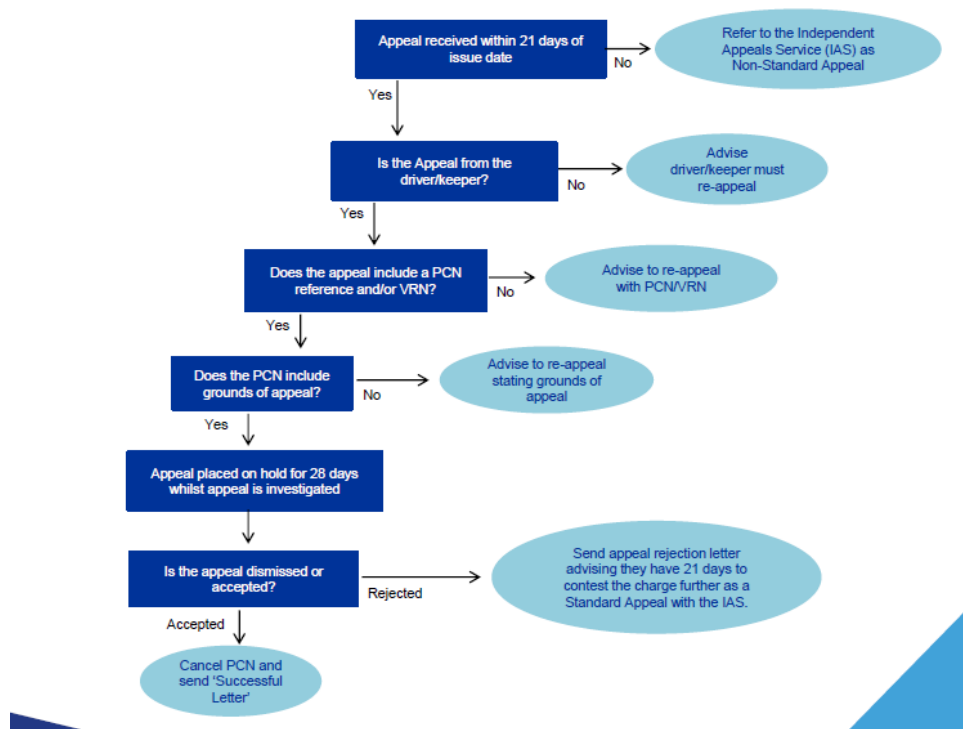 Appeal received within 21 days of
issue date
No
Refer to the Independent
Appeals Service (IAS) as
Non-Standard Appeal
Yes
Is the Appeal from the
driver/keeper?
No
Advise
driver/keeper must
re-appeal
Yes
Does the appeal include a PCN
reference and/or VRN?
No
Advise to re-appeal
with PCN/VRN
Yes
Does the PCN include
grounds of appeal?
No
Advise to re-appeal
stating grounds of
appeal
Yes
Appeal placed on hold for 28 days
whilst appeal is investigated
Is the appeal dismissed or
accepted?
Rejected
Send appeal rejection letter
advising they have 21 days to
contest the charge further as a
Standard Appeal with the IAS.
Accepted
Cancel PCN and
send ‘Successful
Letter’